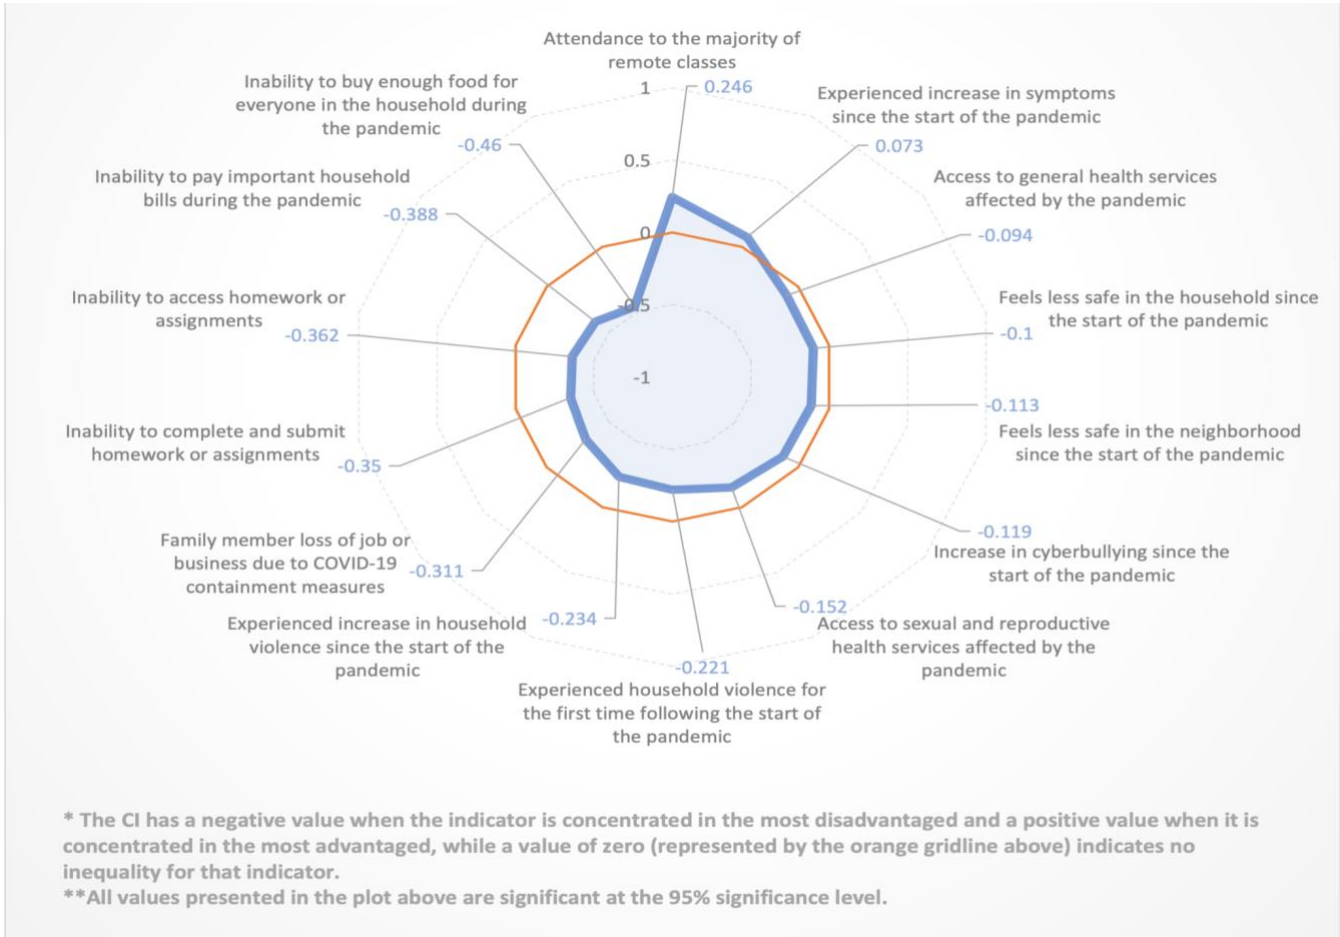 Attendance to the majority of
remote classes
0.246
1
0.5
0
-0.5
-1
Experienced increase in symptoms
since the start of the pandemic
0.073
Access to general health services
affected by the pandemic
-0.094
Feels less safe in the household since
the start of the pandemic
-0.1
-0.113
Feels less safe in the neighborhood
since the start of the pandemic
-0.119
Increase in cyberbullying since the
start of the pandemic
-0.152
Access to sexual and reproductive
health services affected by the
pandemic
-0.221
Experienced household violence for
the first time following the start of
the pandemic
-0.234
Experienced increase in household
violence since the start of the
pandemic
Family member loss of job or
business due to COVID-19
containment measures
-0.311
Inability to complete and submit
homework or assignments
-0.35
Inability to access homework or
assignments
-0.362
Inability to pay important household
bills during the pandemic
-0.388
Inability to buy enough food for
everyone in the household during
the pandemic
-0.46
* The CI has a negative value when the indicator is concentrated in the most disadvantaged and a positive value when it is
concentrated in the most advantaged, while a value of zero (represented by the orange gridline above) indicates no
inequality for that indicator.
**All values presented in the plot above are significant at the 95% significance level.